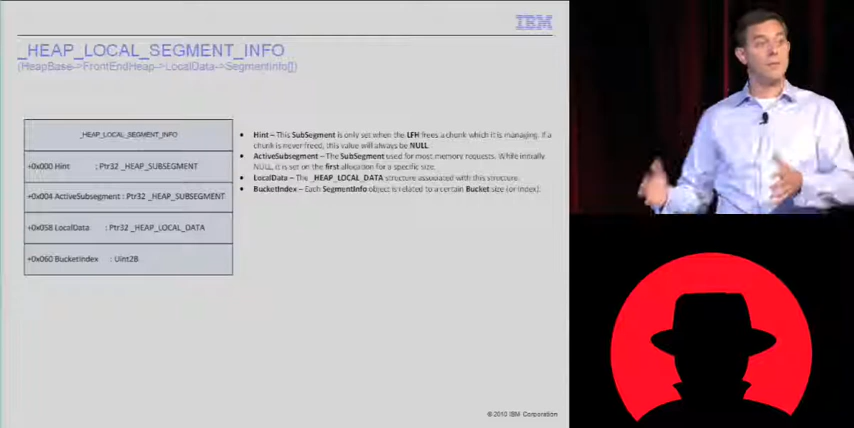 IBM
_HEAP_LOCAL_SEGMENT_INFO
(HeapBase->FrontEndHeap->LocalData->SegmentInfo[])
_HEAP_LOCAL_SEGMENT_INFO
+0x000 Hint : Ptr32 _HEAP_SUBSEGMENT
+0x004 ActiveSubsegment : Ptr32 _HEAP_SUBSEGMENT
+0x058 LocalData : Ptr32 _HEAP_LOCAL_DATA
+0x060 BucketIndex : Uint2B
• Hint – This SubSegment is only set when the LFH frees a chunk which it is managing. If a
chunk is never freed, this value will always be NULL
• ActiveSubsegment – The SubSegment used for most memory requests. While initially
NULL, it is set on the first allocation for a specific size.
• LocalData – The _HEAP_LOCAL_DATA structure associated with this structure.
• BucketIndex – Each SegmentInfo object is related to a certain Bucket size (or index).
© 2010 IBM Corporation